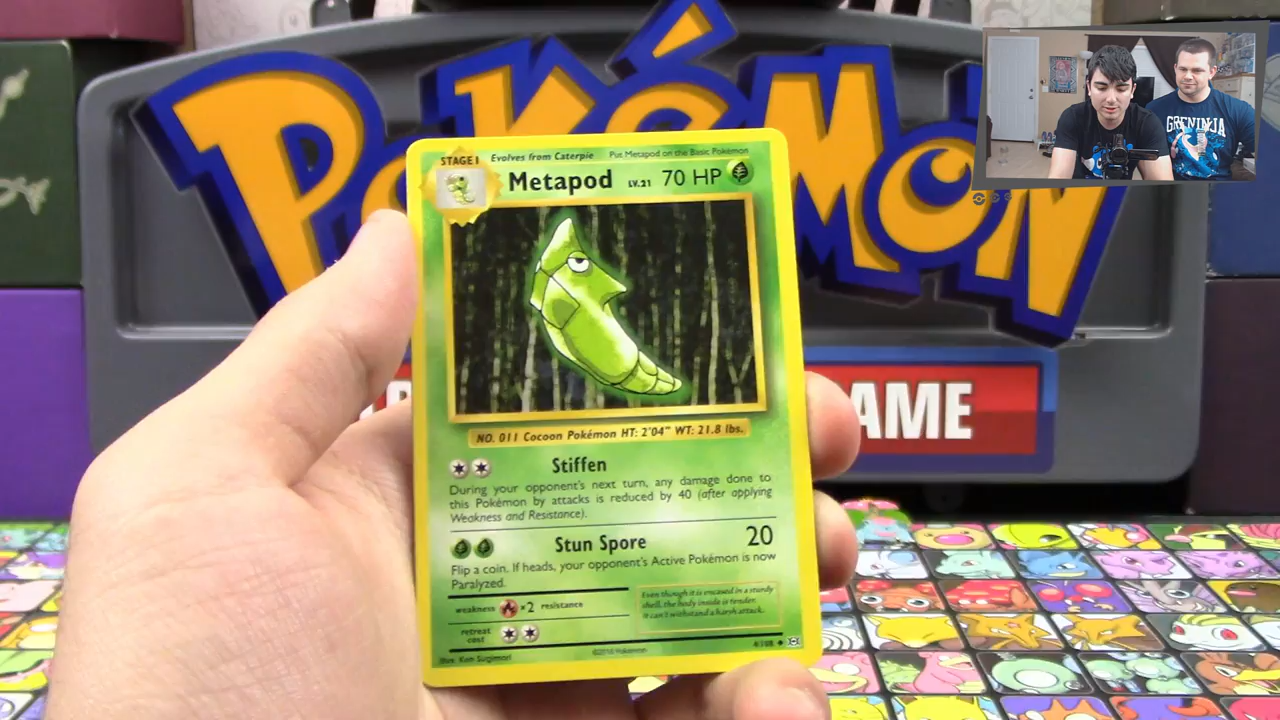 POKÉMON
GRENINJA
AME
STAGE 1 Evolves from Caterpie Put Metapod on the Basic Pokémon
Metapod LV.21 70 HP
NO. 011 Cocoon Pokémon HT: 2'04" WT: 21.8 lbs.
Stiffen
During your opponent's next turn, any damage done to
this Pokémon by attacks is reduced by 40 (after applying
Weakness and Resistance).
Stun Spore 20
Flip a coin. If heads, your opponent's Active Pokémon is now
Paralyzed.
weakness ×2 resistance
Even though it is encased in a sturdy
shell, the body inside is tender.
It can't withstand a harsh attack.
retreat
cost
Illus. Ken Sugimori ©2016 Pokémon 4/108